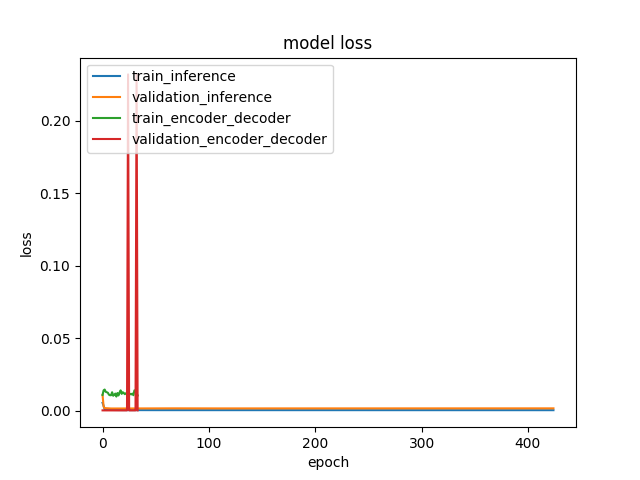 model loss
train_inference
validation_inference
train_encoder_decoder
validation_encoder_decoder
0.20
0.15
0.10
0.05
0.00
loss
0 100 200 300 400
epoch